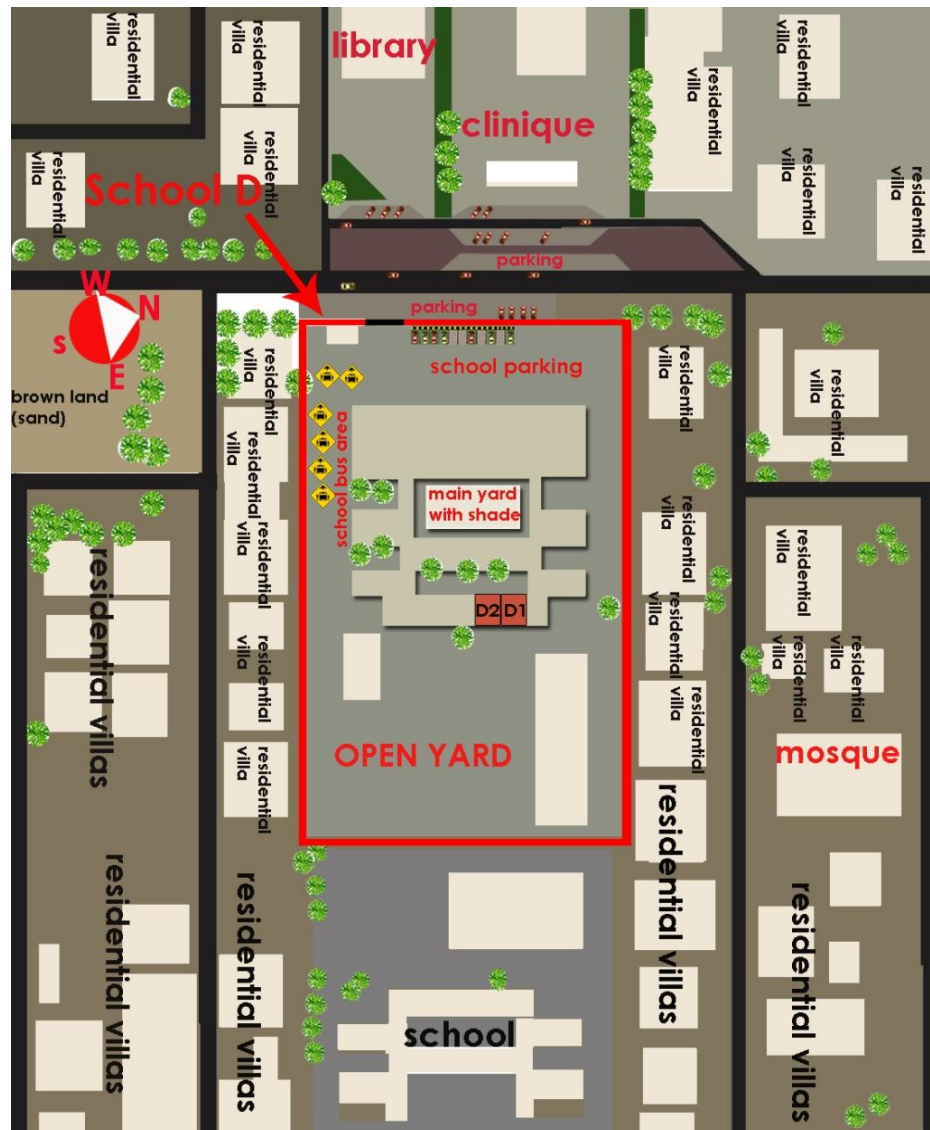 residential
villa
residential
villa
library
residential
villa
residential
villa
clinique
residential
villa
residential
villa
residential
villa
residential
villa
School D
parking
W
N
S
E
parking
school parking
brown land
(sand)
residential
villa
residential
villa
residential
villa
school bus area
main yard
with shade
residential
villa
residential
villa
residential
villa
residential
villa
residential
villa
D2
D1
residential
villa
residential
villa
residential
villa
residential
villa
residential
villa
residential villas
OPEN YARD
mosque
residential
villa
residential villas
residential villas
residential villas
residential villas
residential villas
school